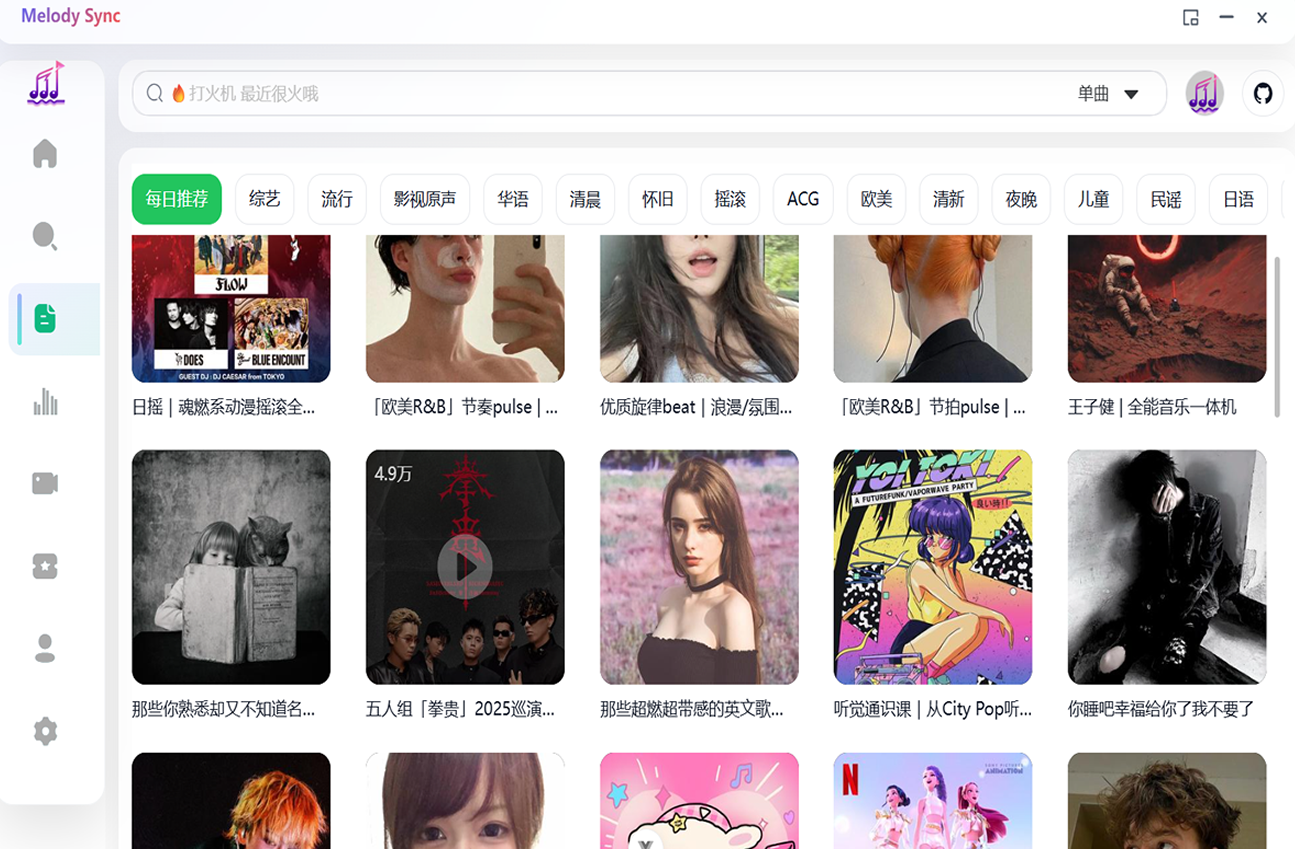 Melody Sync
打火机 最近很火哦
单曲
每日推荐
综艺
流行
影视原声
华语
清晨
怀旧
摇滚
ACG
欧美
清新
夜晚
儿童
民谣
日语
FLOW
DOES
BLUE ENCOUNT
GUEST DJ : DJ CAESAR from TOKYO
日摇 | 魂燃系动漫摇滚全...
「欧美R&B」节奏pulse | ...
优质旋律beat | 浪漫/氛围...
「欧美R&B」节拍pulse | ...
王子健 | 全能音乐一体机
4.9万
YOI TOKI
A FUTUREFUNK/VAPORWAVE PARTY
良い時!!
那些你熟悉却又不知道名...
五人组「拳贵」2025巡演...
那些超燃超带感的英文歌...
听觉通识课 | 从City Pop听...
你睡吧幸福给你了我不要了
N
SONY PICTURES
ANIMATION